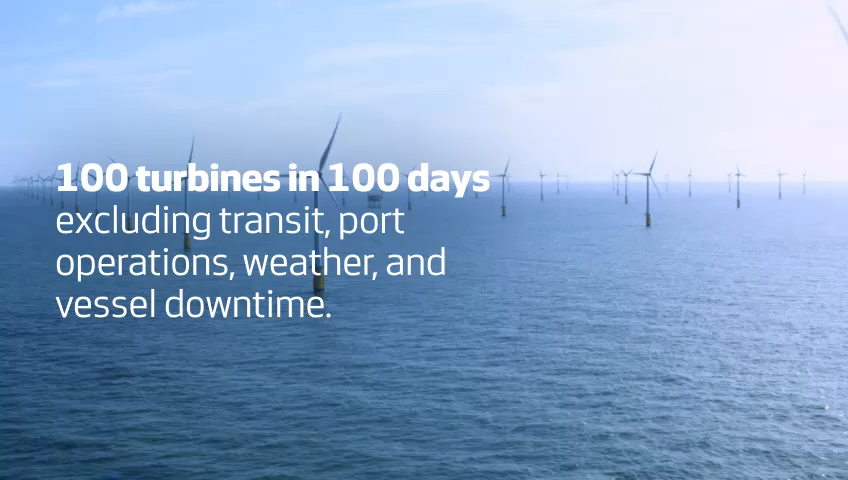 100 turbines in 100 days
excluding transit, port
operations, weather, and
vessel downtime.